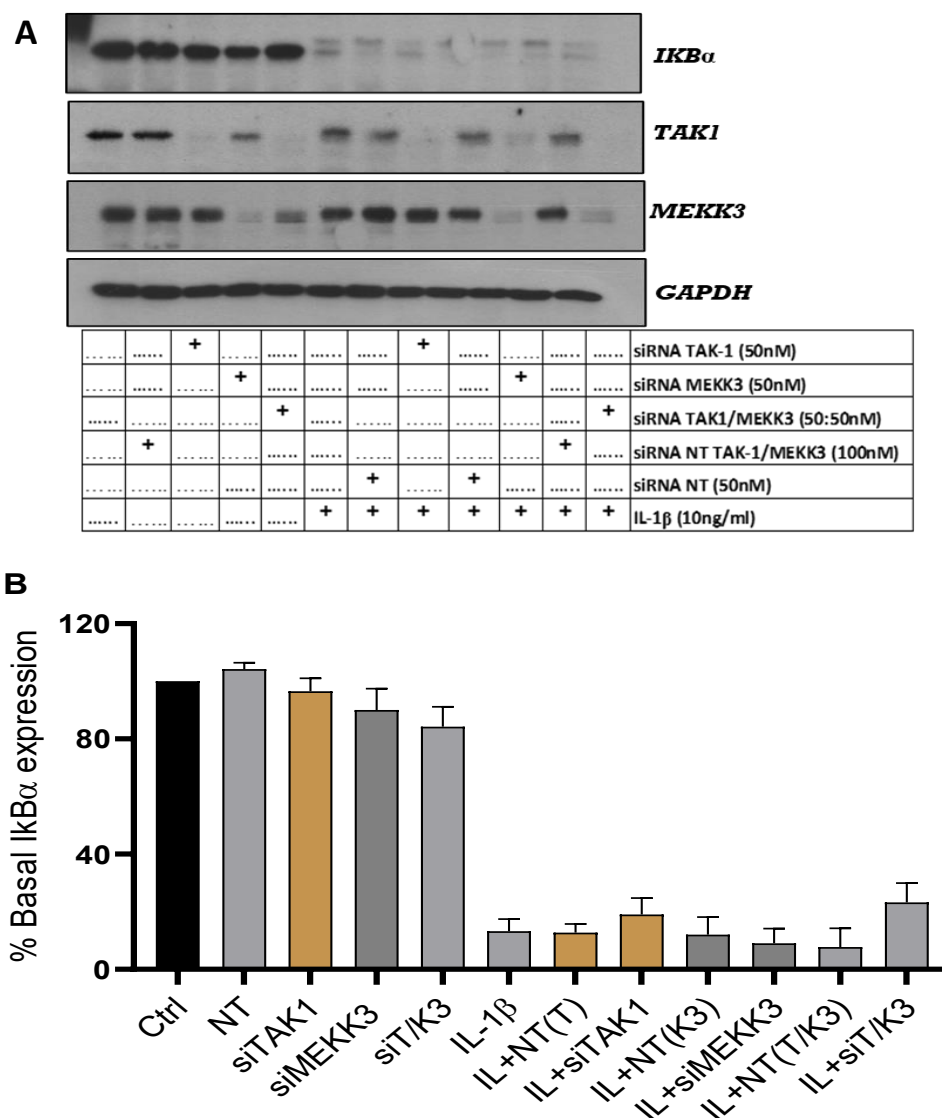 A
IKBα
TAK1
MEKK3
GAPDH
...... ...... + ...... ...... ...... ...... + ...... ...... ...... ...... siRNA TAK-1 (50nM)
...... ...... ...... + ...... ...... ...... ...... ...... + ...... ...... siRNA MEKK3 (50nM)
...... ...... ...... ...... + ...... ...... ...... ...... ...... ...... + siRNA TAK1/MEKK3 (50:50nM)
...... + ...... ...... ...... ...... ...... ...... ...... ...... + ...... siRNA NT TAK-1/MEKK3 (100nM)
...... ...... ...... ...... ...... ...... + ...... + ...... ...... ...... siRNA NT (50nM)
...... ...... ...... ...... ...... + + + + + + + IL-1β (10ng/ml)
B
% Basal IkBα expression
120
80
40
0
Ctrl
NT
siTAK1
siMEKK3
siT/K3
IL-1β
IL+NT(T)
IL+siTAK1
IL+NT(K3)
IL+siMEKK3
IL+NT(T/K3)
IL+siT/K3